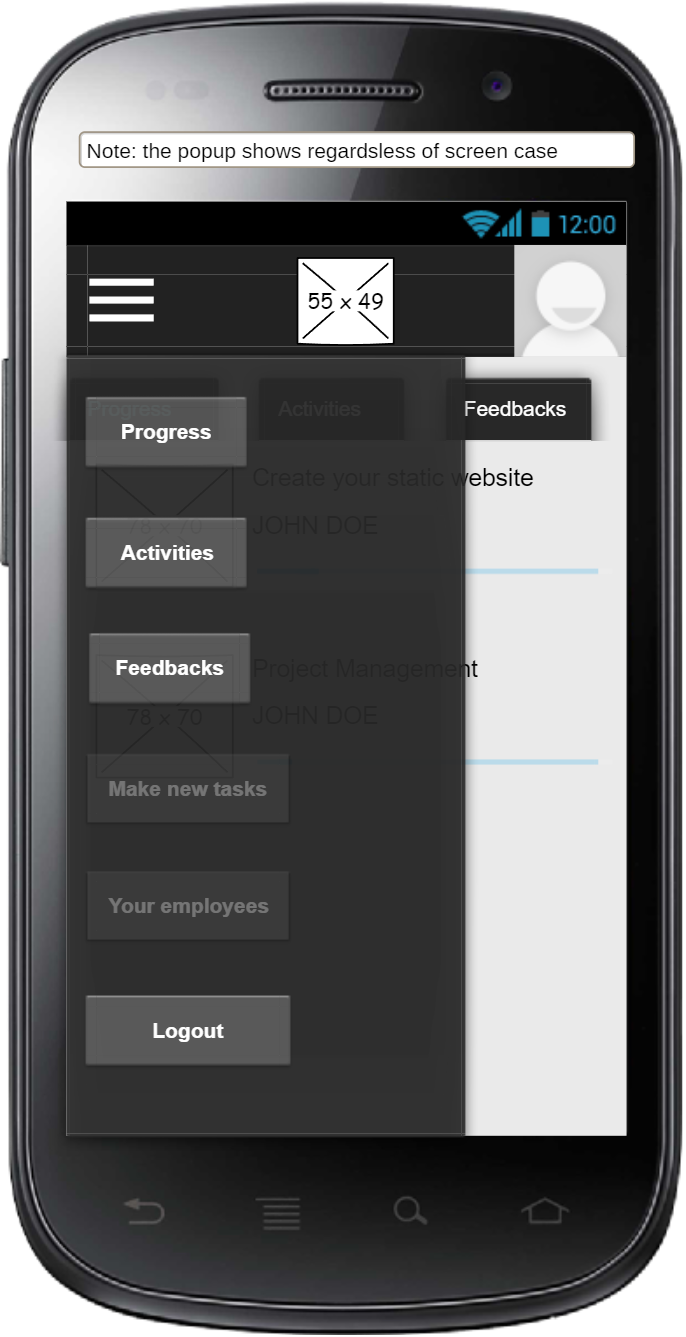 Note: the popup shows regardsless of screen case
12:00
55 x 49
Progress
Activities
Feedbacks
Progress
Create your static website
78 x 70
JOHN DOE
Activities
Feedbacks
Project Management
78 x 70
JOHN DOE
Make new tasks
Your employees
Logout